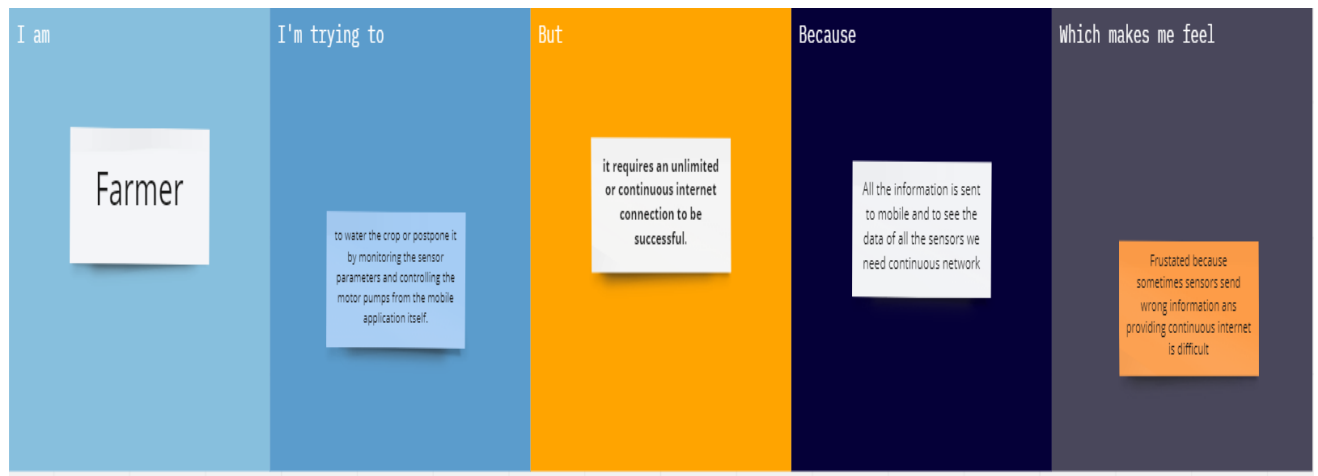 I am
Farmer
I'm trying to
to water the crop or postpone it
by monitoring the sensor
parameters and controlling the
motor pumps from the mobile
application itself.
But
it requires an unlimited
or continuous internet
connection to be
successful.
Because
All the information is sent
to mobile and to see the
data of all the sensors we
need continuous network
Which makes me feel
Frustated because
sometimes sensors send
wrong information ans
providing continuous internet
is difficult